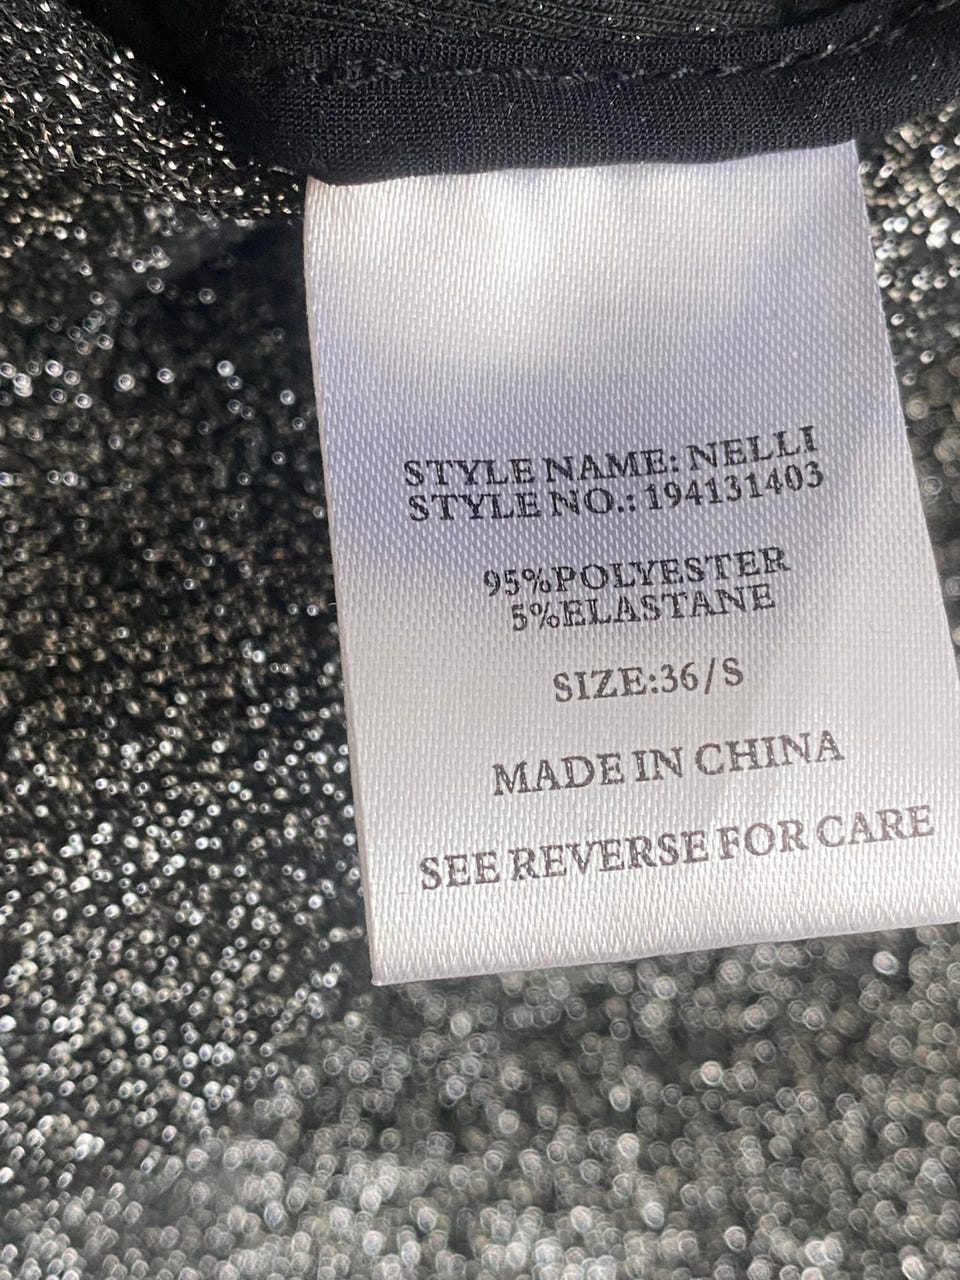 STYLE NAME: NELLI
STYLE NO.: 194131403
95%POLYESTER
5%ELASTANE
SIZE:36/S
MADE IN CHINA
SEE REVERSE FOR CARE